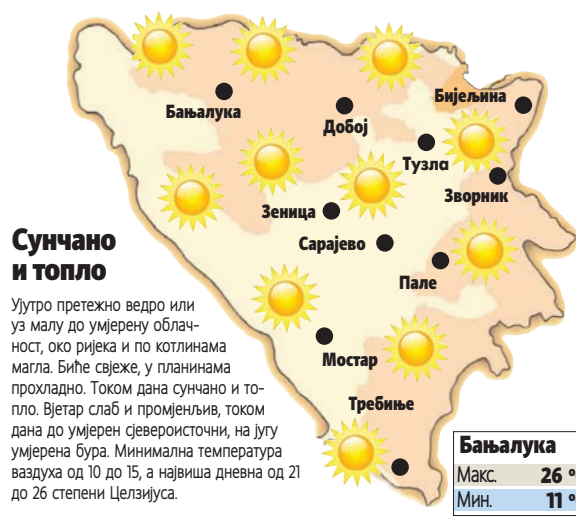 Бањалука
Добој
Бијељина
Тузла
Зворник
Зеница
Сарајево
Пале
Мостар
Требиње
Сунчано
и топло
Ујутро претежно ведро или
уз малу до умјерену облач-
ност, око ријека и по котлинама
магла. Биће свјеже, у планинама
прохладно. Током дана сунчано и то-
пло. Вјетар слаб и промјенљив, током
дана до умјерен сјевероисточни, на југу
умјерена бура. Минимална температура
ваздуха од 10 до 15, а највиша дневна од 21
до 26 степени Целзијуса.
Бањалука
Макс. 26 °
Мин. 11 °